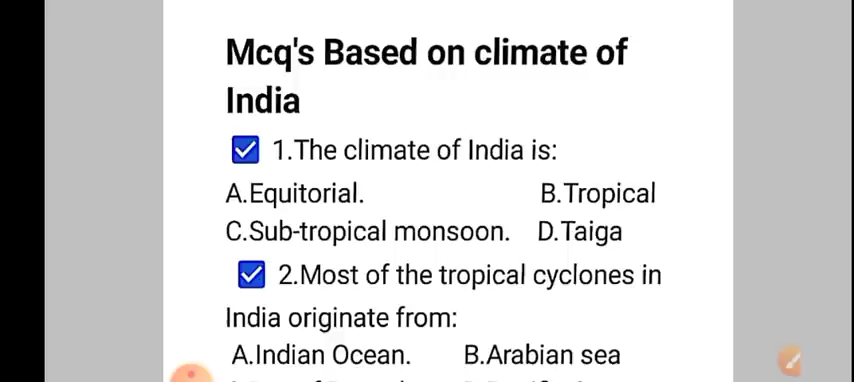 Mcq's Based on climate of
India
1.The climate of India is:
A.Equitorial. B.Tropical
C.Sub-tropical monsoon. D.Taiga
2.Most of the tropical cyclones in
India originate from:
A.Indian Ocean. B.Arabian sea